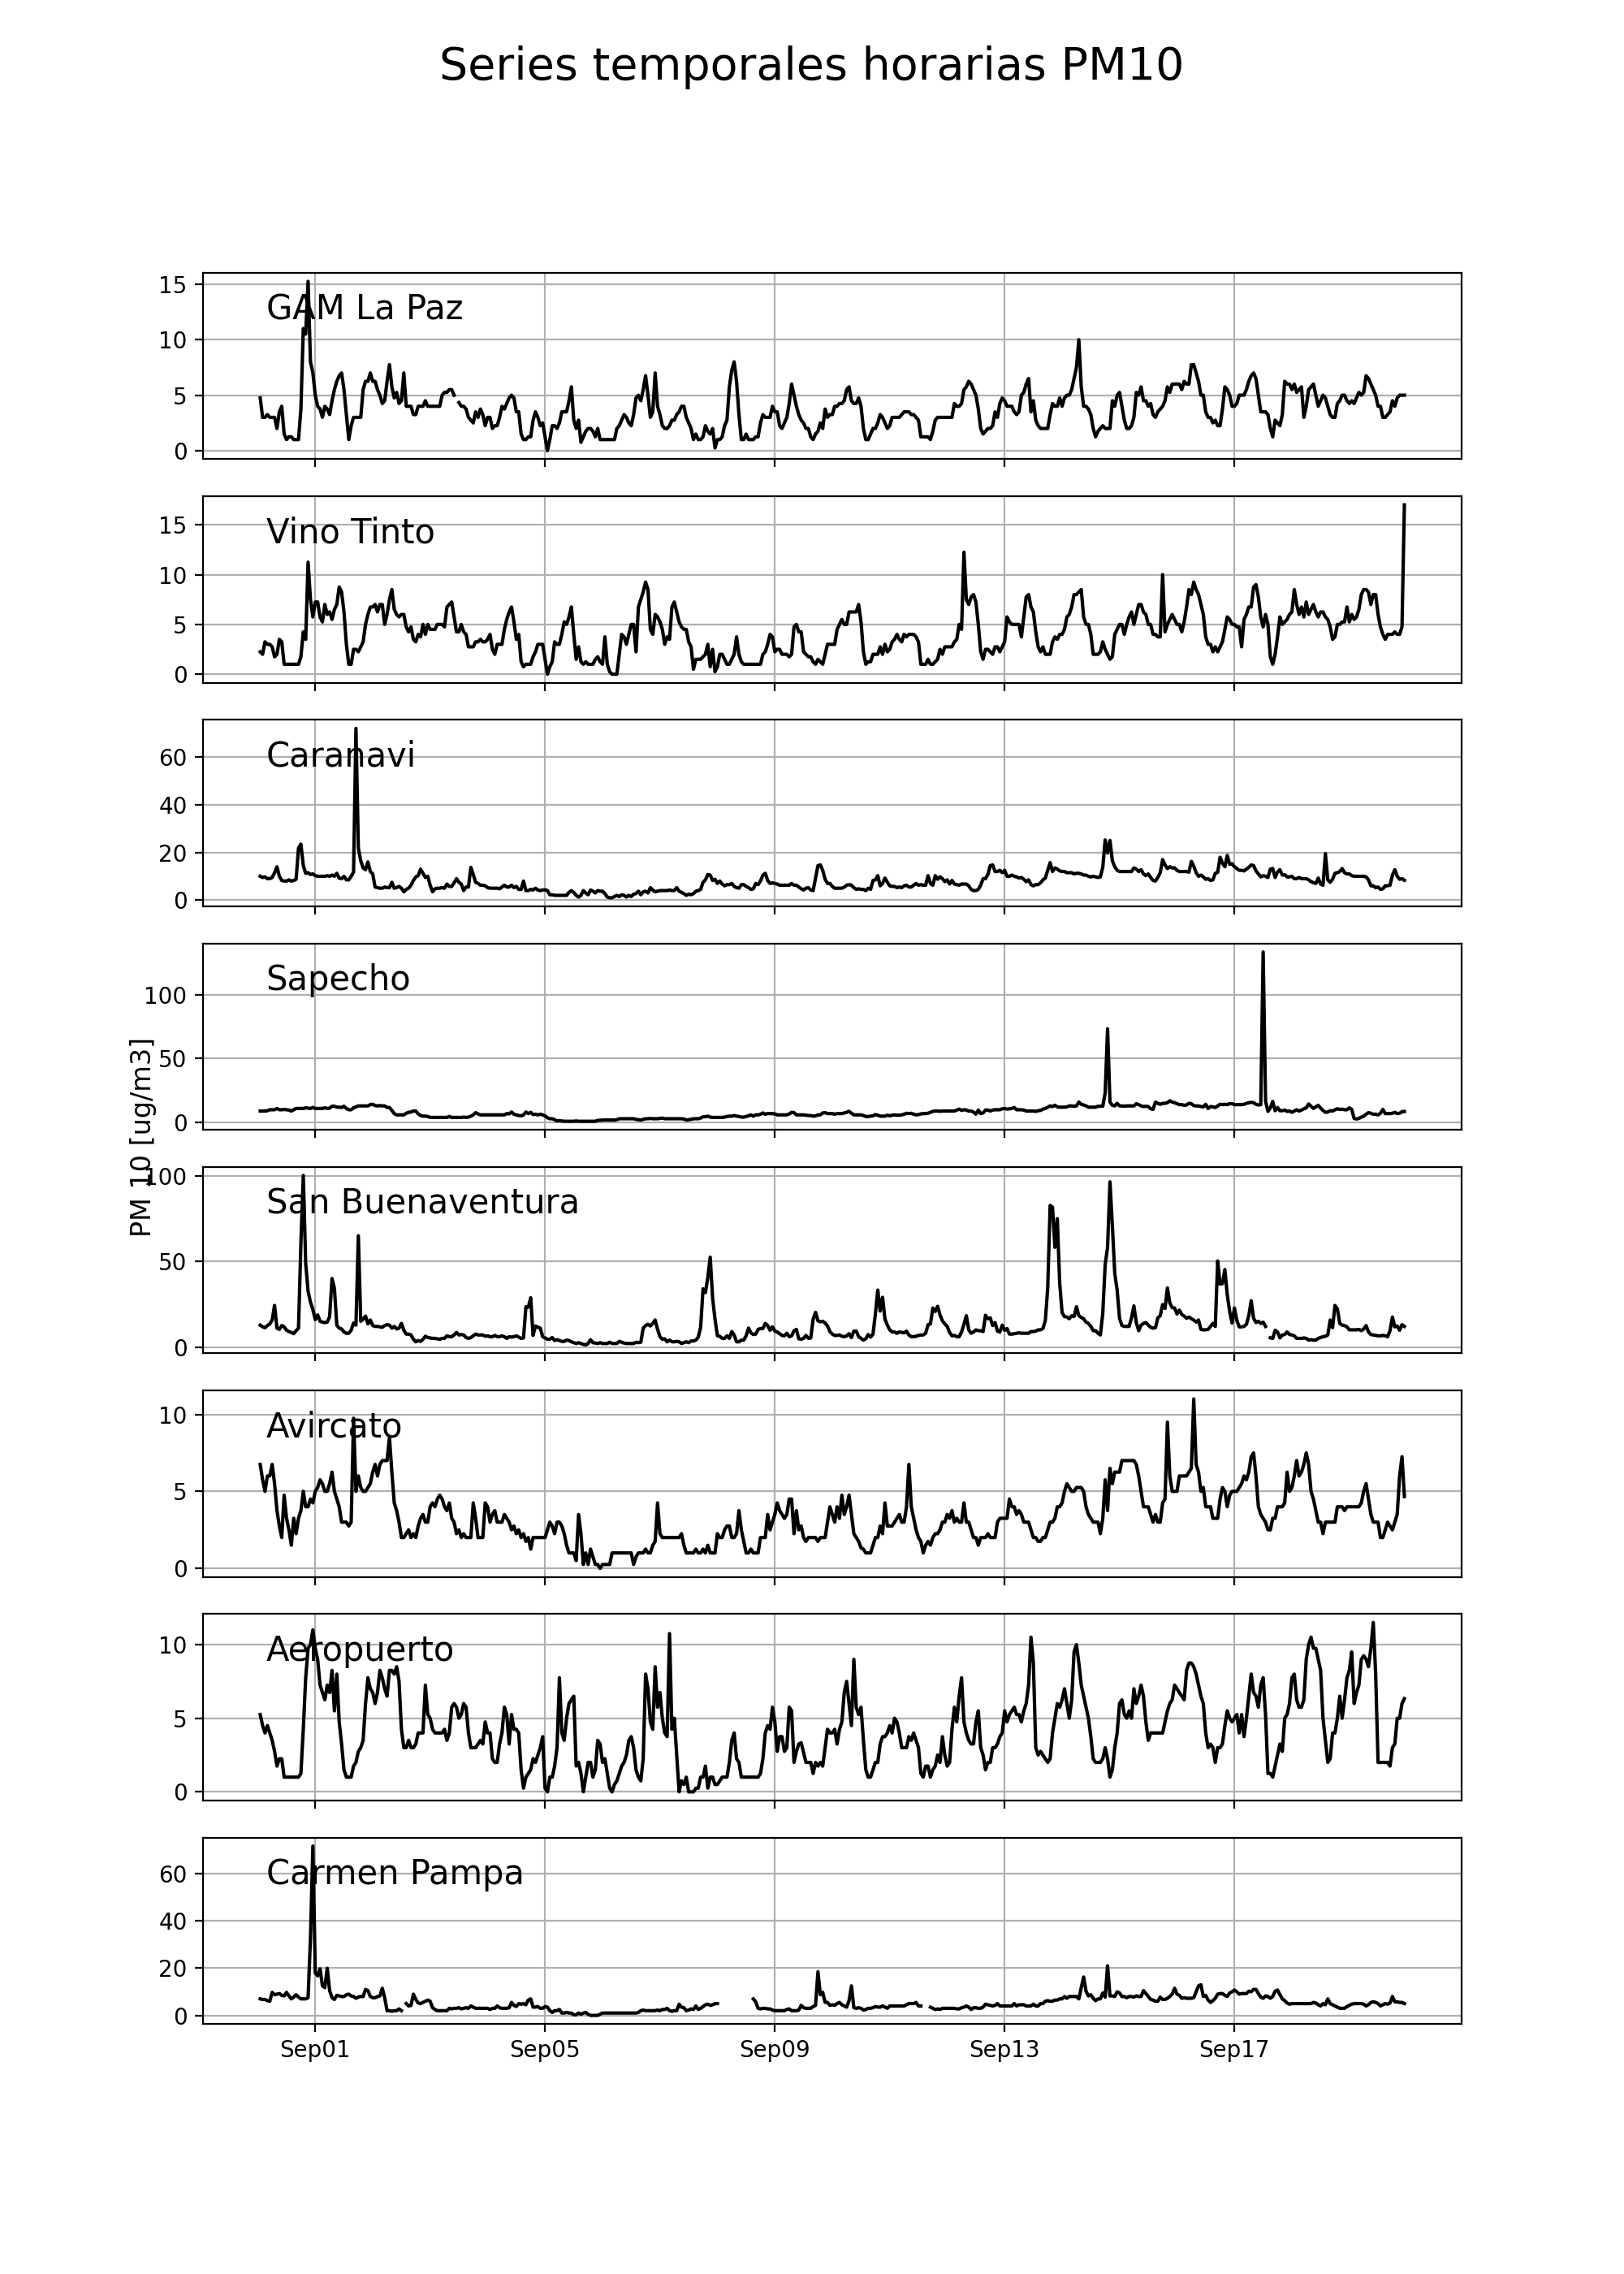 Series temporales horarias PM10
15
GAM La Paz
10
5
0
15
Vino Tinto
10
5
0
60
Caranavi
40
20
0
Sapecho
100
50
0
PM 10 [ug/m3]
100
San Buenaventura
50
0
10
Avircato
5
0
10
Aeropuerto
5
0
60
Carmen Pampa
40
20
0
Sep01 Sep05 Sep09 Sep13 Sep17